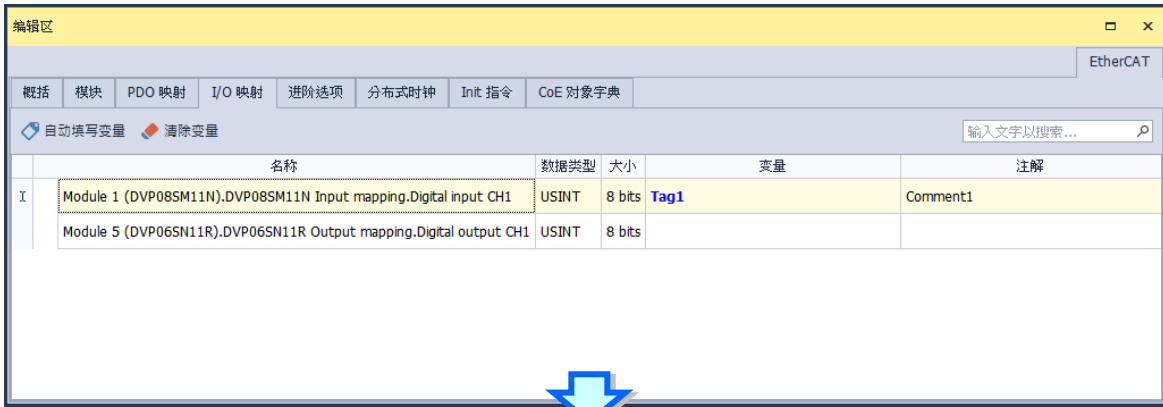 编辑区
EtherCAT
概括 模块 PDO 映射 I/O 映射 进阶选项 分布式时钟 Init 指令 CoE 对象字典
自动填写变量 清除变量 输入文字以搜索...
名称 数据类型 大小 变量 注解
Module 1 (DVP08SM11N).DVP08SM11N Input mapping.Digital input CH1 USINT 8 bits Tag1 Comment1
Module 5 (DVP06SN11R).DVP06SN11R Output mapping.Digital output CH1 USINT 8 bits